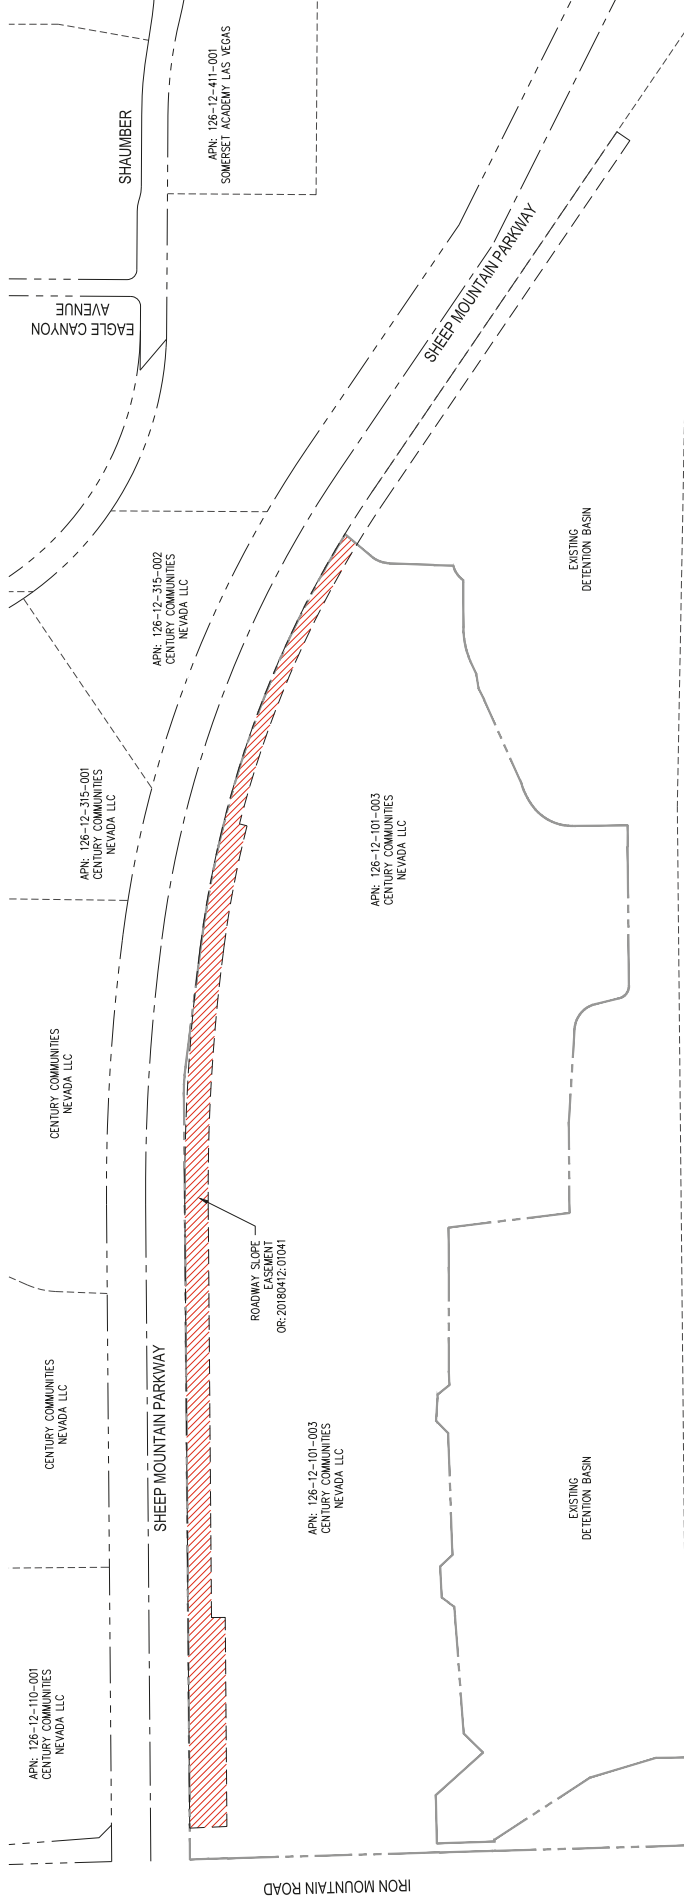 SHAUMBER
APN: 126-12-411-001
SOMERSET ACADEMY LAS VEGAS
EAGLE CANYON
AVENUE
SHEEP MOUNTAIN PARKWAY
EXISTING
DETENTION BASIN
APN: 126-12-315-002
CENTURY COMMUNITIES
NEVADA LLC
APN: 126-12-315-001
CENTURY COMMUNITIES
NEVADA LLC
APN: 126-12-101-003
CENTURY COMMUNITIES
NEVADA LLC
CENTURY COMMUNITIES
NEVADA LLC
ROADWAY SLOPE
EASEMENT
OR: 20180412: 01041
CENTURY COMMUNITIES
NEVADA LLC
SHEEP MOUNTAIN PARKWAY
APN: 126-12-101-003
CENTURY COMMUNITIES
NEVADA LLC
EXISTING
DETENTION BASIN
APN: 126-12-110-001
CENTURY COMMUNITIES
NEVADA LLC
IRON MOUNTAIN ROAD